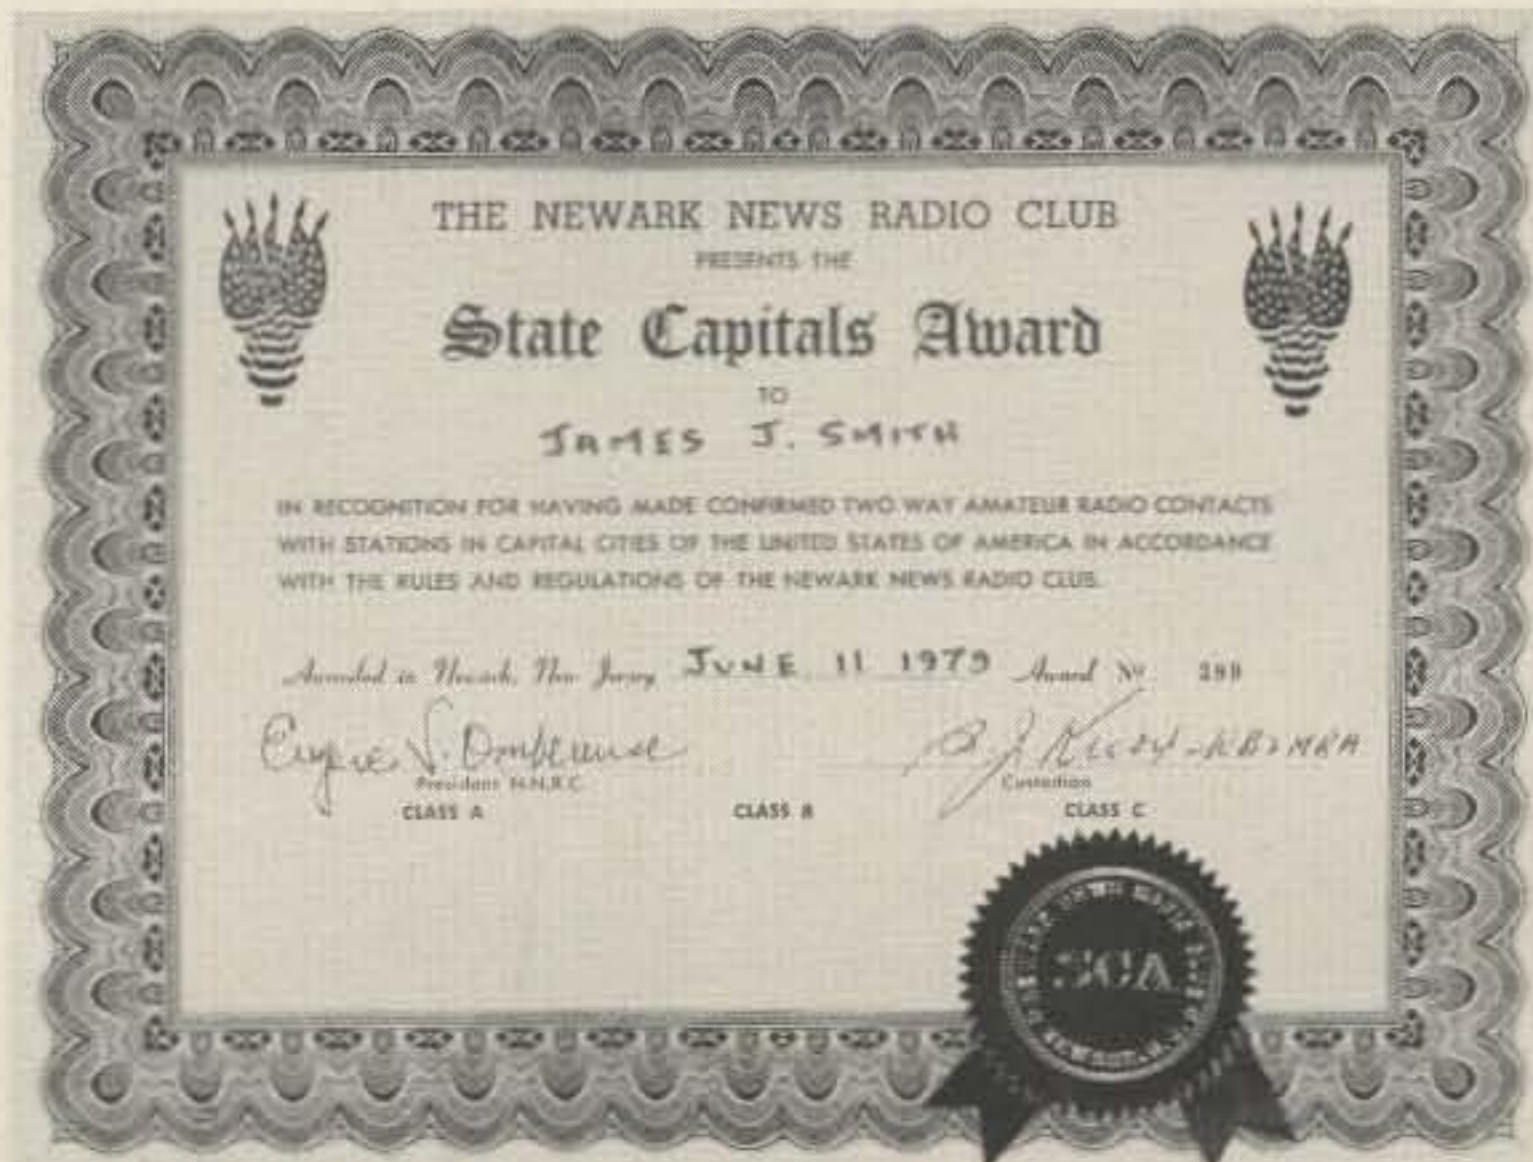 THE NEWARK NEWS RADIO CLUB
PRESENTS THE
State Capitals Award
TO
JAMES J. SMITH
IN RECOGNITION FOR HAVING MADE CONFIRMED TWO WAY AMATEUR RADIO CONTACTS
WITH STATIONS IN CAPITAL CITIES OF THE UNITED STATES OF AMERICA IN ACCORDANCE
WITH THE RULES AND REGULATIONS OF THE NEWARK NEWS RADIO CLUB.
Awarded in Newark, New Jersey JUNE 11 1979 Award No
President N.N.R.C. Custodian
CLASS A CLASS B CLASS C
SCA